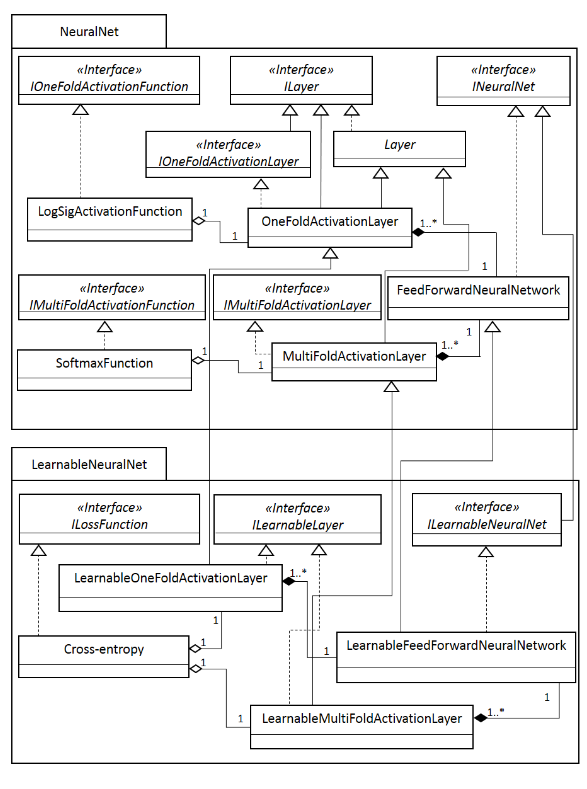 NeuralNet
«Interface»
IOneFoldActivationFunction
«Interface»
ILayer
«Interface»
INeuralNet
«Interface»
IOneFoldActivationLayer
Layer
LogSigActivationFunction
1
1
OneFoldActivationLayer
1..*
1
«Interface»
IMultiFoldActivationFunction
«Interface»
IMultiFoldActivationLayer
FeedForwardNeuralNetwork
1
1..*
SoftmaxFunction
1
1
MultiFoldActivationLayer
LearnableNeuralNet
«Interface»
ILossFunction
«Interface»
ILearnableLayer
«Interface»
ILearnableNeuralNet
LearnableOneFoldActivationLayer
1..*
1
Cross-entropy
1
1
1
LearnableFeedForwardNeuralNetwork
1
1
LearnableMultiFoldActivationLayer
1..*